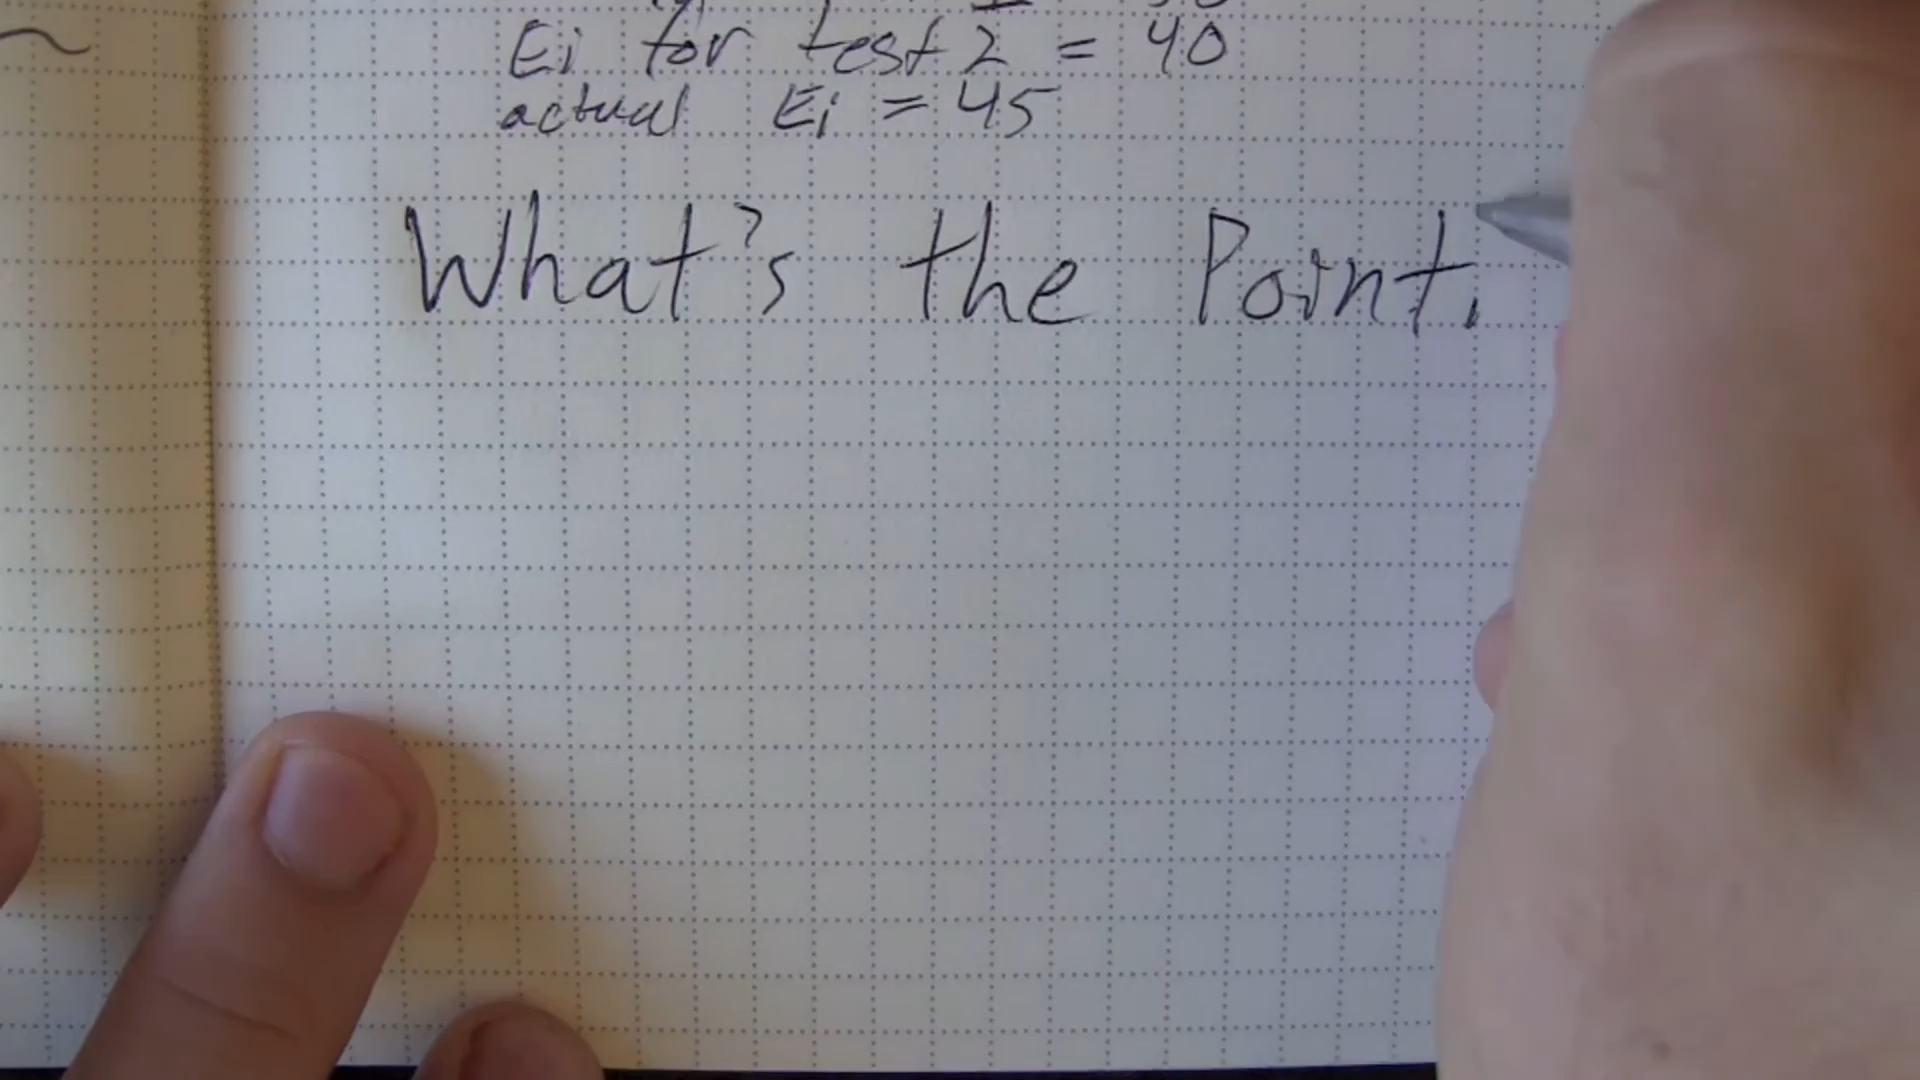 Ei for test 2 = 40
actual Ei = 45
What's the Point.